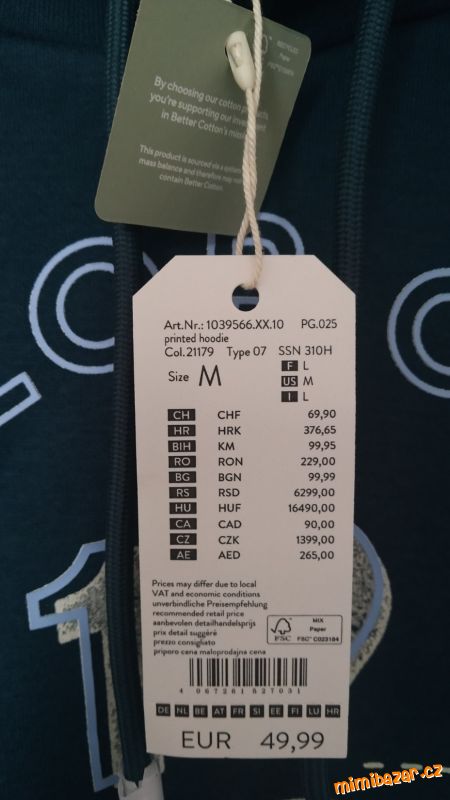 RECYCLED
Paper
By choosing our cotton products
you're supporting our investment
in Better Cotton's mission.
This product is sourced via a system of
mass balance and therefore may not
contain Better Cotton.
Art.Nr.: 1039566.XX.10 PG.025
printed hoodie
Col.21179 Type 07 SSN 310H
Size M
F L
US M
I L
CH CHF 69,90
HR HRK 376,65
BIH KM 99,95
RO RON 229,00
BG BGN 99,99
RS RSD 6299,00
HU HUF 16490,00
CA CAD 90,00
CZ CZK 1399,00
AE AED 265,00
Prices may differ due to local
VAT and economic conditions
unverbindliche Preisempfehlung
recommended retail price
aanbevolen detailhandelsprijs
prix detail suggéré
prezzo consigliato
priporo cena maloprodajna cena
FSC
MIX
Paper
FSC® C023184
4 067261 827031
DE NL BE AT FR SI EE FI LU HR
EUR 49,99
mimibazar.cz